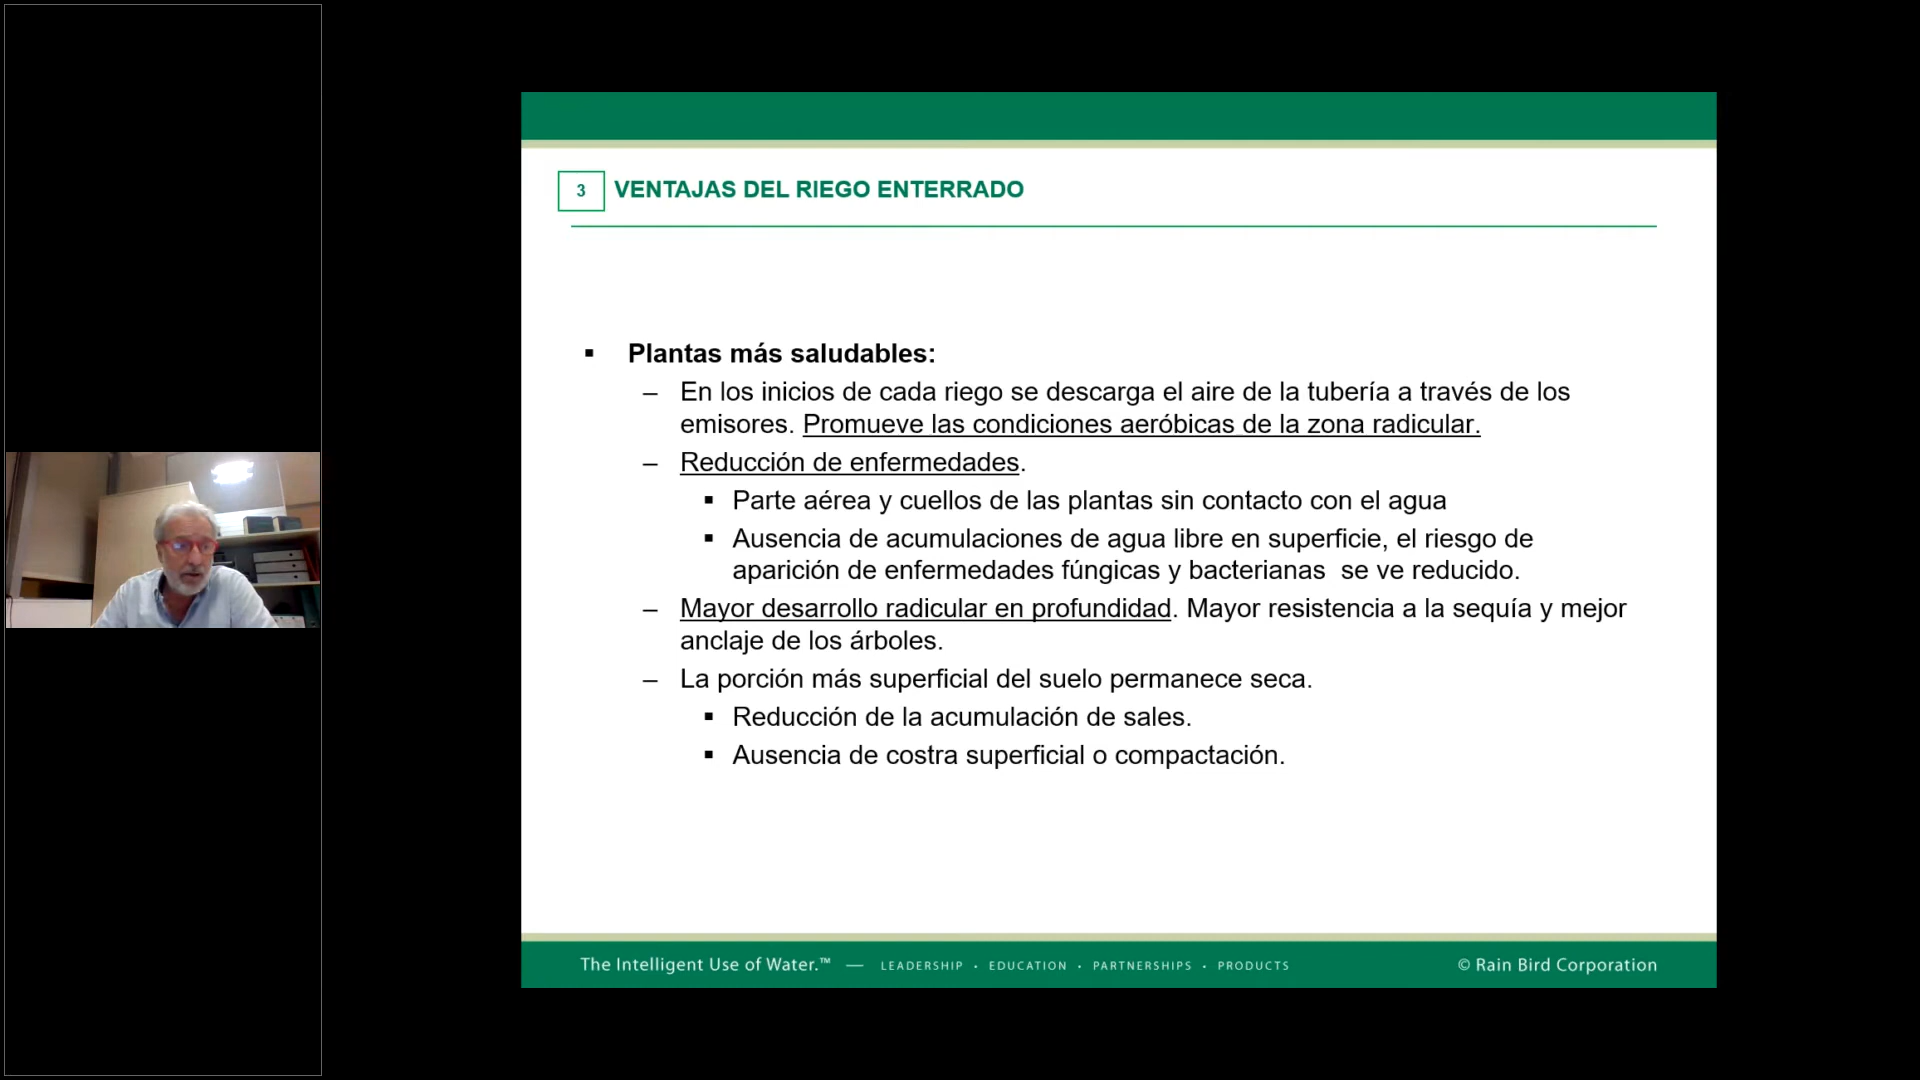 3 VENTAJAS DEL RIEGO ENTERRADO
▪ Plantas más saludables:
– En los inicios de cada riego se descarga el aire de la tubería a través de los
emisores. Promueve las condiciones aeróbicas de la zona radicular.
– Reducción de enfermedades.
▪ Parte aérea y cuellos de las plantas sin contacto con el agua
▪ Ausencia de acumulaciones de agua libre en superficie, el riesgo de
aparición de enfermedades fúngicas y bacterianas  se ve reducido.
– Mayor desarrollo radicular en profundidad. Mayor resistencia a la sequía y mejor
anclaje de los árboles.
– La porción más superficial del suelo permanece seca.
▪ Reducción de la acumulación de sales.
▪ Ausencia de costra superficial o compactación.
The Intelligent Use of Water.™ — LEADERSHIP • EDUCATION • PARTNERSHIPS • PRODUCTS © Rain Bird Corporation